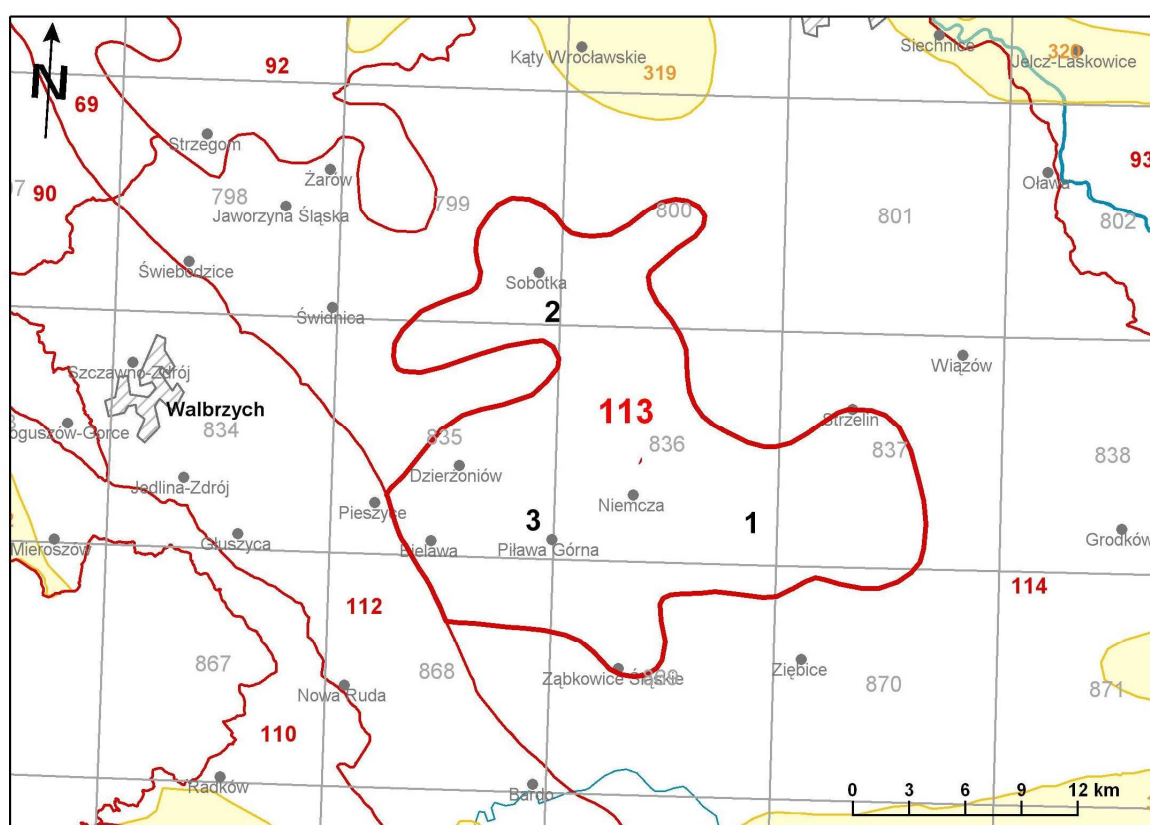 Siechnice
Kąty Wrocławskie
320
Jelcz-Laskowice
92
319
N
69
Strzegom
93
Żarów
Oława
90
798
799
800
801
802
Jaworzyna Śląska
Świebodzice
Sobótka
Świdnica
2
Wiązów
Szczawno-Zdrój
Walbrzych
113
Strzelin
834
835
836
837
838
Dzierżoniów
Jedlina-Zdrój
Niemcza
Pieszyce
3
1
Mieroszów
Głuszyca
Bielawa
Piława Górna
Grodków
112
114
867
868
Ząbkowice Śląskie
Ziębice
870
871
Nowa Ruda
110
Radków
Bardo
0 3 6 9 12 km